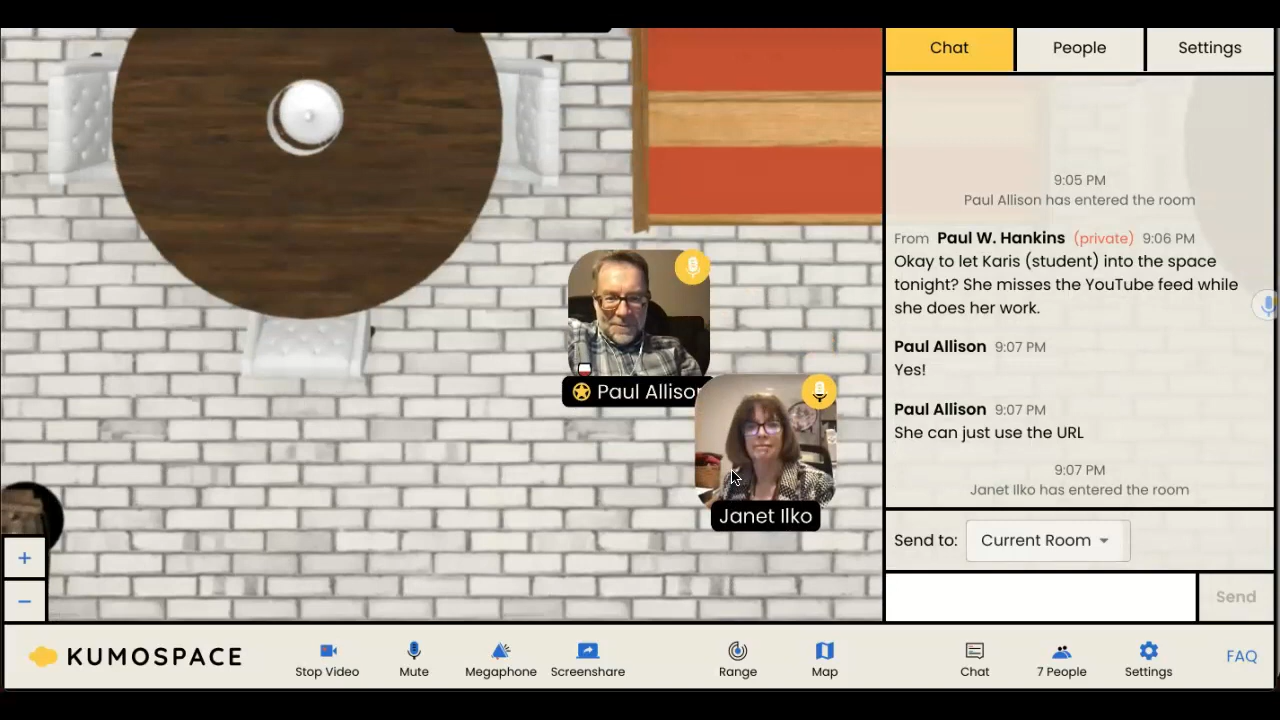 Chat
People
Settings
9:05 PM
Paul Allison has entered the room
From Paul W. Hankins (private) 9:06 PM
Okay to let Karis (student) into the space
tonight? She misses the YouTube feed while
she does her work.
Paul Allison 9:07 PM
Yes!
Paul Allison 9:07 PM
She can just use the URL
9:07 PM
Janet Ilko has entered the room
Paul Allison
Janet Ilko
Send to: Current Room
Send
+
−
KUMOSPACE
Stop Video
Mute
Megaphone
Screenshare
Range
Map
Chat
7 People
Settings
FAQ